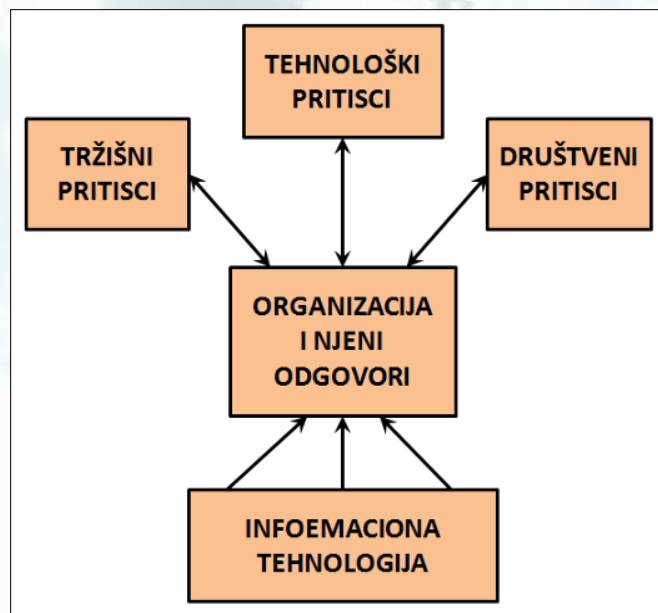 TEHNOLOŠKI
PRITISCI
TRŽIŠNI
PRITISCI
DRUŠTVENI
PRITISCI
ORGANIZACIJA
I NJENI
ODGOVORI
INFOEMACIONA
TEHNOLOGIJA